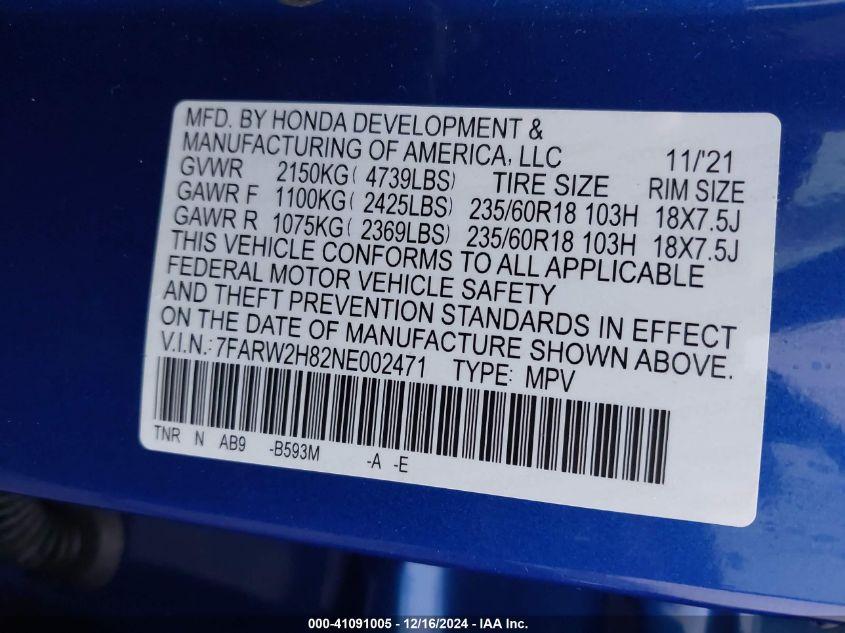 MFD. BY HONDA DEVELOPMENT &
MANUFACTURING OF AMERICA, LLC 11/'21
GVWR 2150KG( 4739LBS) TIRE SIZE RIM SIZE
GAWR F 1100KG( 2425LBS) 235/60R18 103H 18X7.5J
GAWR R 1075KG( 2369LBS) 235/60R18 103H 18X7.5J
THIS VEHICLE CONFORMS TO ALL APPLICABLE
FEDERAL MOTOR VEHICLE SAFETY
AND THEFT PREVENTION STANDARDS IN EFFECT
ON THE DATE OF MANUFACTURE SHOWN ABOVE.
V.I.N.:7FARW2H82NE002471 TYPE: MPV
TNR N AB9 -B593M -A -E
000-41091005 - 12/16/2024 - IAA Inc.